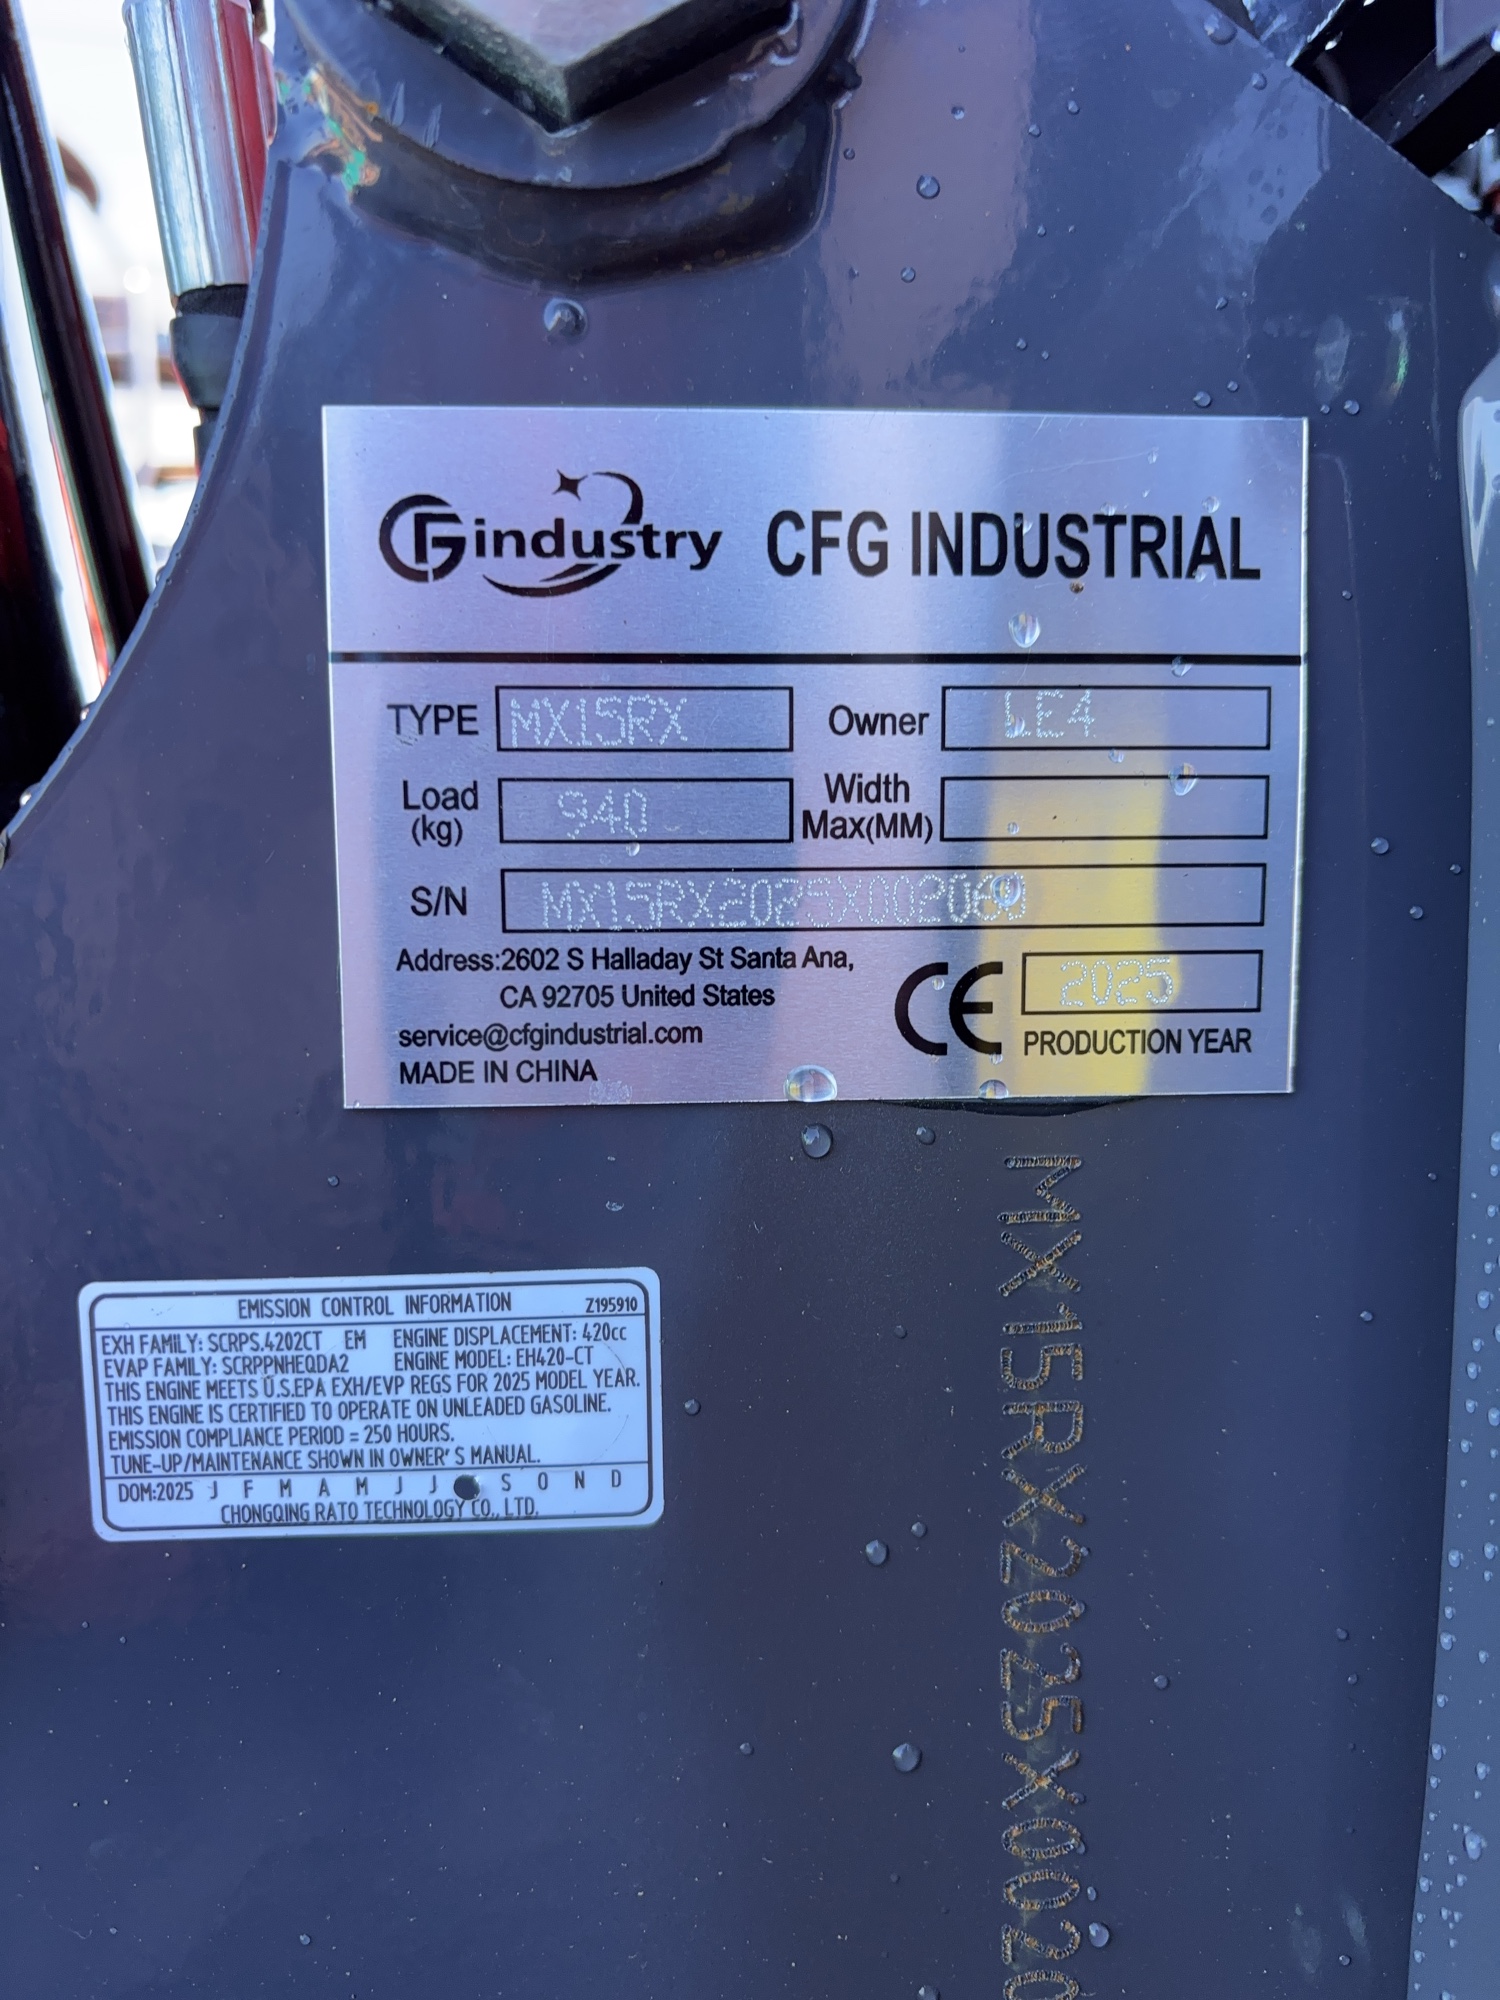 CFG industry CFG INDUSTRIAL
TYPE MX15RX Owner LE4
Load (kg) 940 Width Max(MM)
S/N MX15RX2025X002060
Address:2602 S Halladay St Santa Ana,
CA 92705 United States
service@cfgindustrial.com
MADE IN CHINA
CE 2025
PRODUCTION YEAR
MX15RX2025X0020
EMISSION CONTROL INFORMATION Z195910
EXH FAMILY: SCRPS.4202CT EM ENGINE DISPLACEMENT: 420cc
EVAP FAMILY: SCRPPNHEQDA2 ENGINE MODEL: EH420-CT
THIS ENGINE MEETS U.S.EPA EXH/EVP REGS FOR 2025 MODEL YEAR.
THIS ENGINE IS CERTIFIED TO OPERATE ON UNLEADED GASOLINE.
EMISSION COMPLIANCE PERIOD = 250 HOURS.
TUNE-UP/MAINTENANCE SHOWN IN OWNER' S MANUAL.
DOM:2025 J F M A M J J S O N D
CHONGQING RATO TECHNOLOGY CO., LTD.